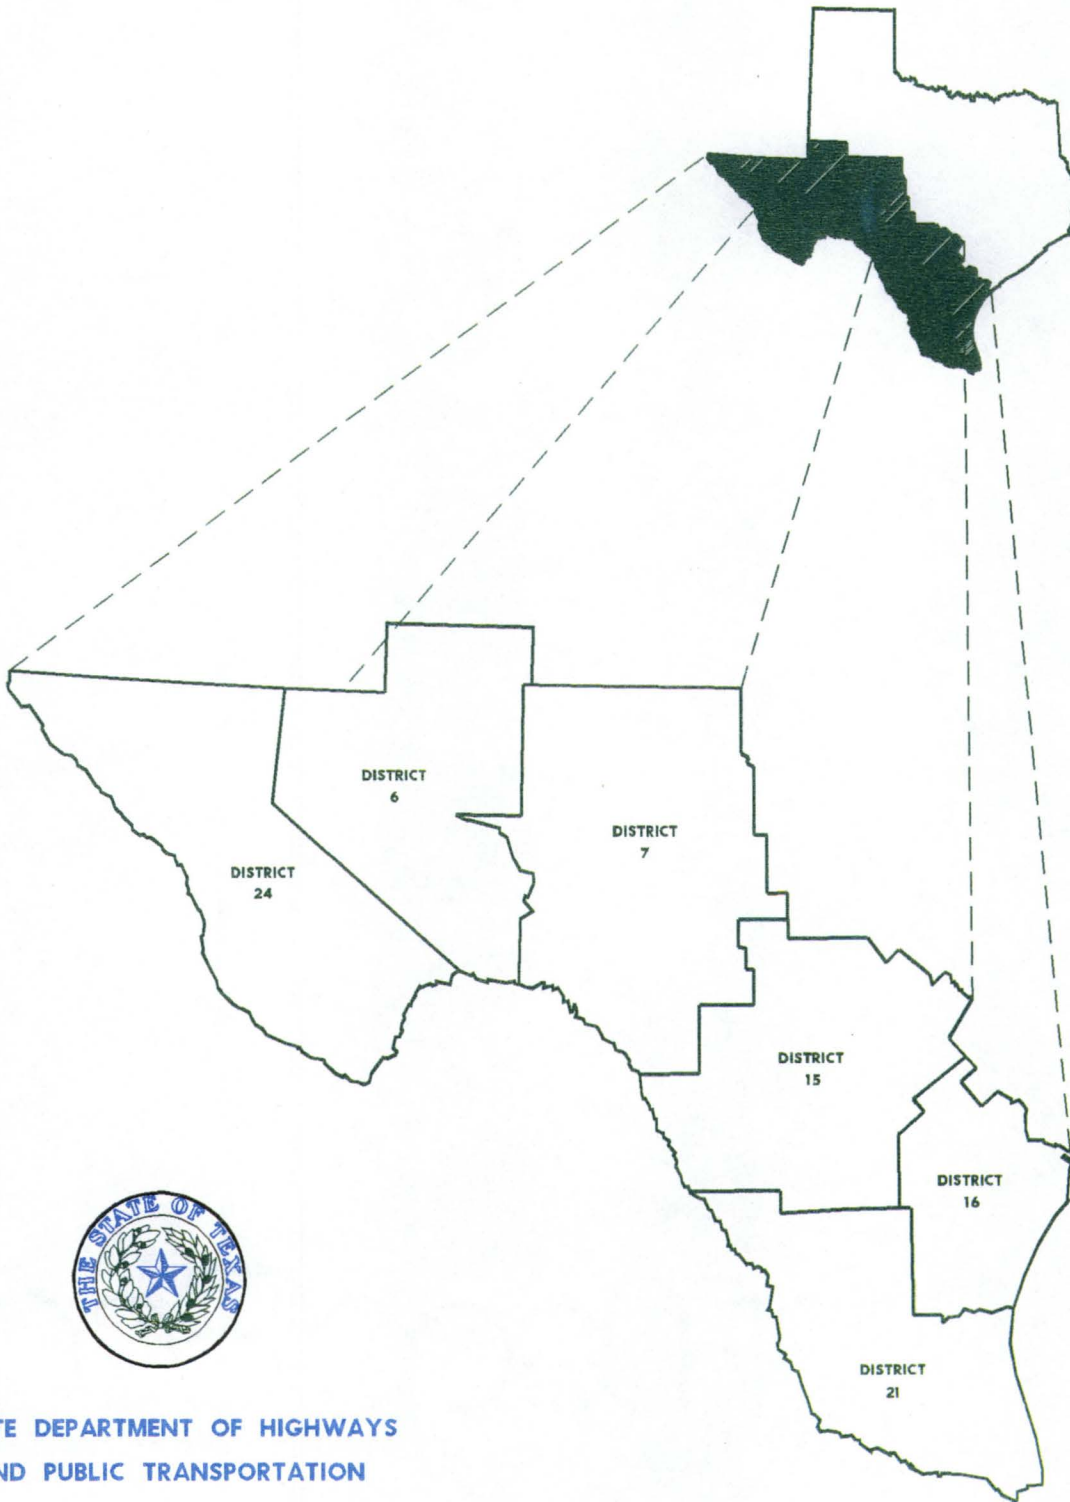 DISTRICT
6
DISTRICT
7
DISTRICT
24
DISTRICT
15
DISTRICT
16
THE STATE OF TEXAS
DISTRICT
21
TE DEPARTMENT OF HIGHWAYS
ND PUBLIC TRANSPORTATION